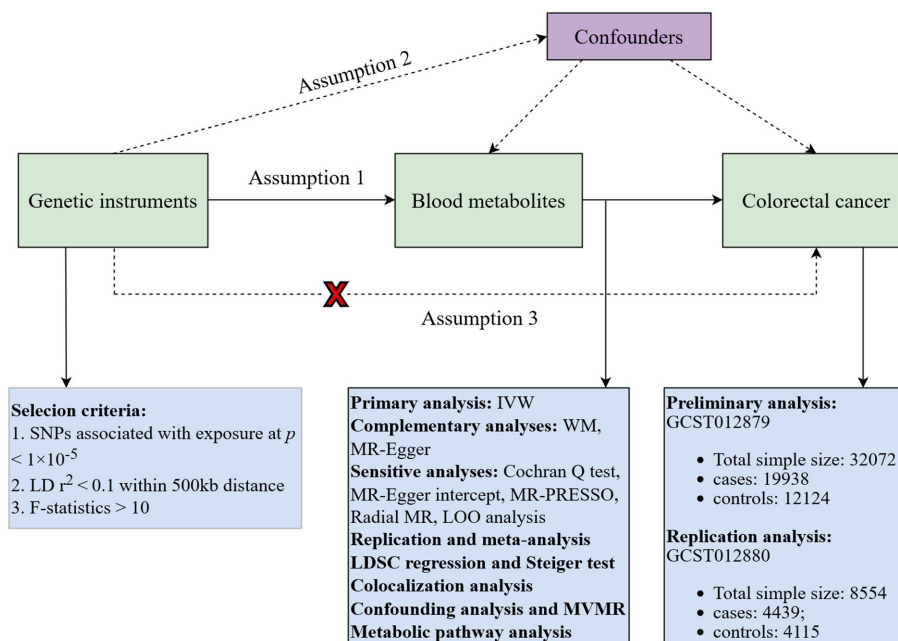 Confounders
Assumption 2
Genetic instruments
Assumption 1
Blood metabolites
Colorectal cancer
X
Assumption 3
Selecion criteria:
1. SNPs associated with exposure at p
< 1×10⁻⁵
2. LD r² < 0.1 within 500kb distance
3. F-statistics > 10
Primary analysis: IVW
Complementary analyses: WM,
MR-Egger
Sensitive analyses: Cochran Q test,
MR-Egger intercept, MR-PRESSO,
Radial MR, LOO analysis
Replication and meta-analysis
LDSC regression and Steiger test
Colocalization analysis
Confounding analysis and MVMR
Metabolic pathway analysis
Preliminary analysis:
GCST012879
• Total simple size: 32072
• cases: 19938
• controls: 12124
Replication analysis:
GCST012880
• Total simple size: 8554
• cases: 4439;
• controls: 4115